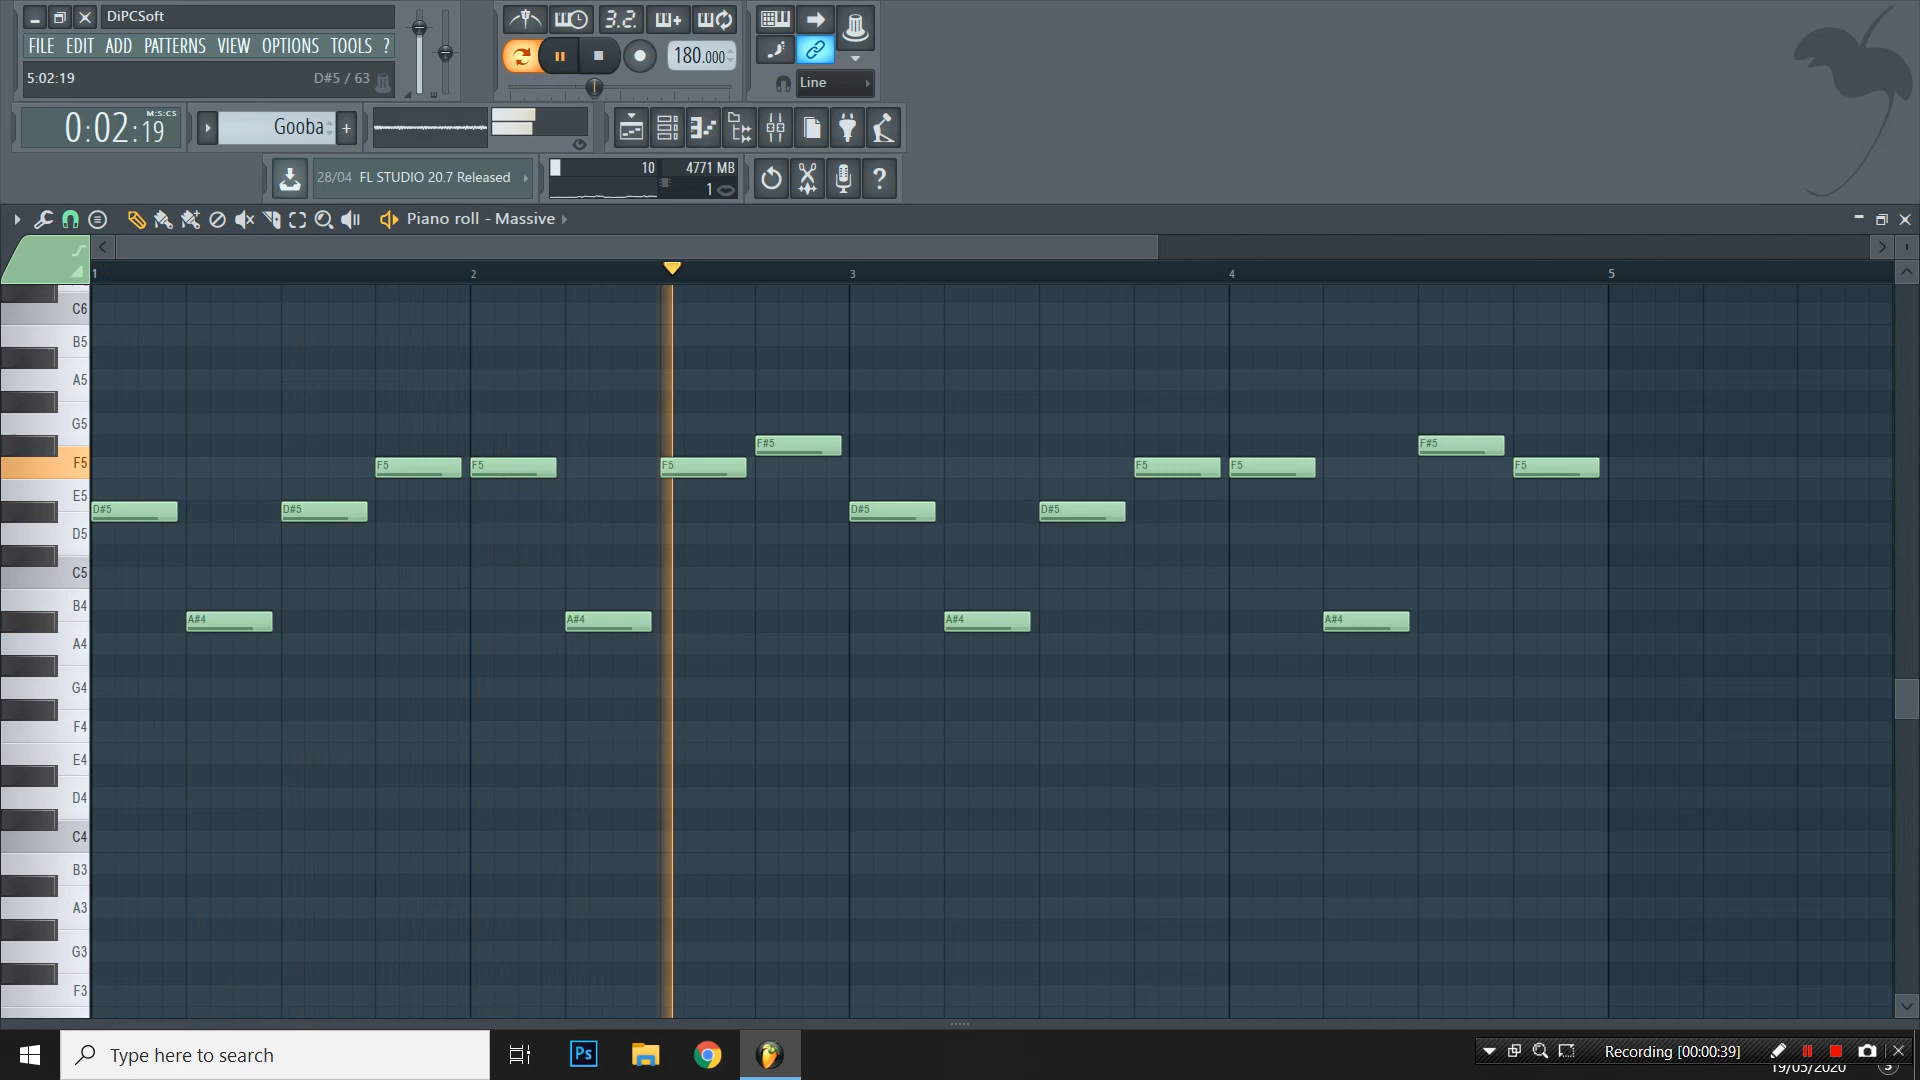 DiPCSoft
FILE EDIT ADD PATTERNS VIEW OPTIONS TOOLS ?
5:02:19 D#5 / 63
3.2.
180.000
Line
0:02:19 M:S:CS
Gooba +
28/04 FL STUDIO 20.7 Released
10 4771 MB
1
?
Piano roll - Massive
1 2 3 4 5
C6
B5
A5
G5
F#5 F#5
F5 F5 F5 F5 F5 F5 F5
E5
D#5 D#5 D#5 D#5
D5
C5
B4
A#4 A#4 A#4 A#4
A4
G4
F4
E4
D4
C4
B3
A3
G3
F3
Type here to search
Ps
Recording [00:00:39]
19/05/2020